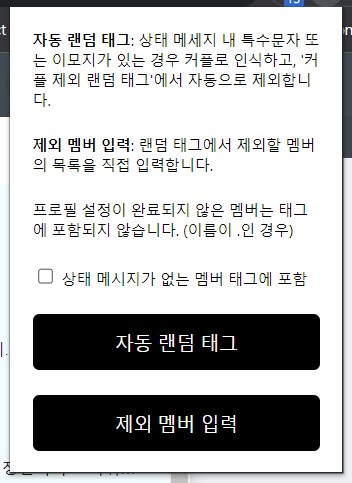 자동 랜덤 태그: 상태 메세지 내 특수문자 또
는 이모지가 있는 경우 커플로 인식하고, '커
플 제외 랜덤 태그'에서 자동으로 제외합니
다.
제외 멤버 입력: 랜덤 태그에서 제외할 멤버
의 목록을 직접 입력합니다.
프로필 설정이 완료되지 않은 멤버는 태그
에 포함되지 않습니다. (이름이 .인 경우)
상태 메시지가 없는 멤버 태그에 포함
자동 랜덤 태그
제외 멤버 입력